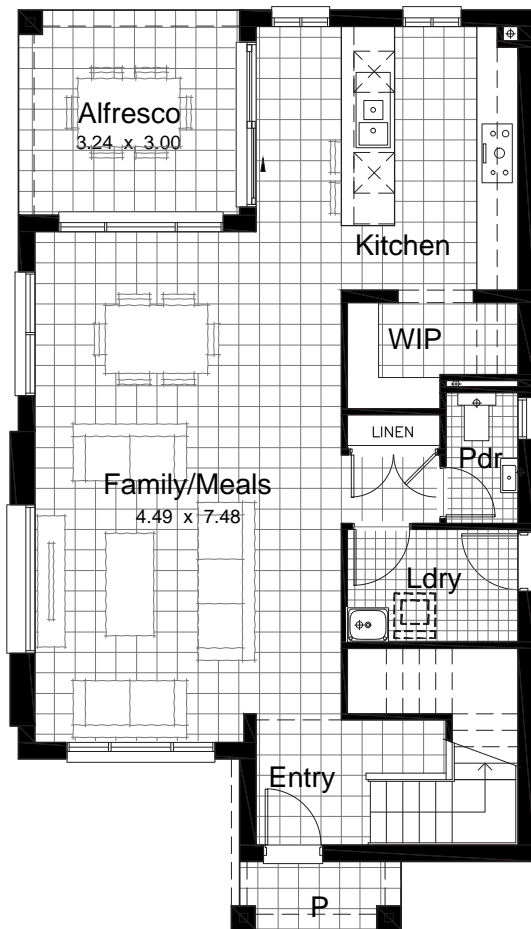 Alfresco
3.24 x 3.00
Kitchen
WIP
LINEN
Pdr
Family/Meals
4.49 x 7.48
Ldry
Entry
P